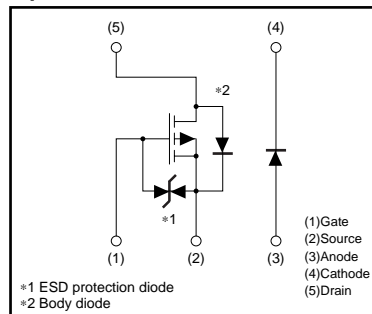 (5) (4)
∗2
∗1
(1) (2) (3)
(1)Gate
(2)Source
(3)Anode
(4)Cathode
(5)Drain
∗1 ESD protection diode
∗2 Body diode